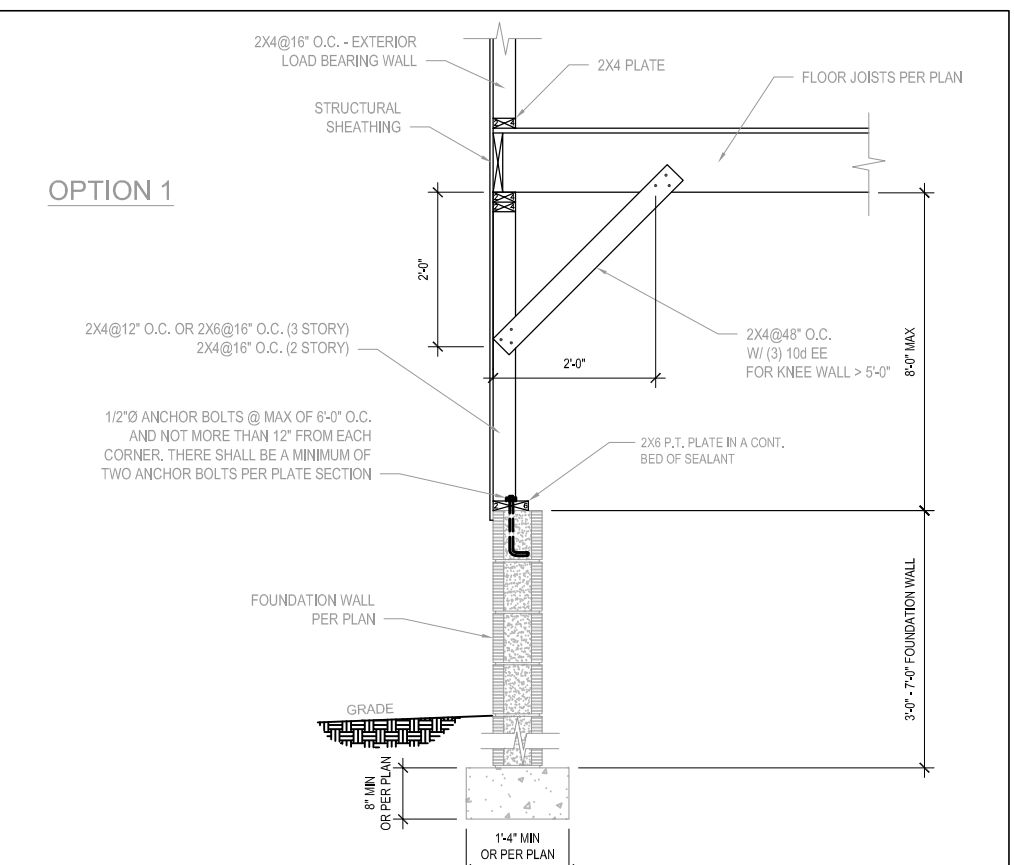 2X4@16" O.C. - EXTERIOR
LOAD BEARING WALL
2X4 PLATE
FLOOR JOISTS PER PLAN
STRUCTURAL
SHEATHING
OPTION 1
2'-0"
2X4@12" O.C. OR 2X6@16" O.C. (3 STORY)
2X4@16" O.C. (2 STORY)
2X4@48" O.C.
W/ (3) 10d EE
FOR KNEE WALL > 5'-0"
8'-0" MAX
2'-0"
1/2"Ø ANCHOR BOLTS @ MAX OF 6'-0" O.C.
AND NOT MORE THAN 12" FROM EACH
CORNER. THERE SHALL BE A MINIMUM OF
TWO ANCHOR BOLTS PER PLATE SECTION
2X6 P.T. PLATE IN A CONT.
BED OF SEALANT
2 6
FOUNDATION WALL
PER PLAN
3'-0" - 7'-0" FOUNDATION WALL
GRADE
8" MIN
OR PER PLAN
1'-4" MIN
OR PER PLAN